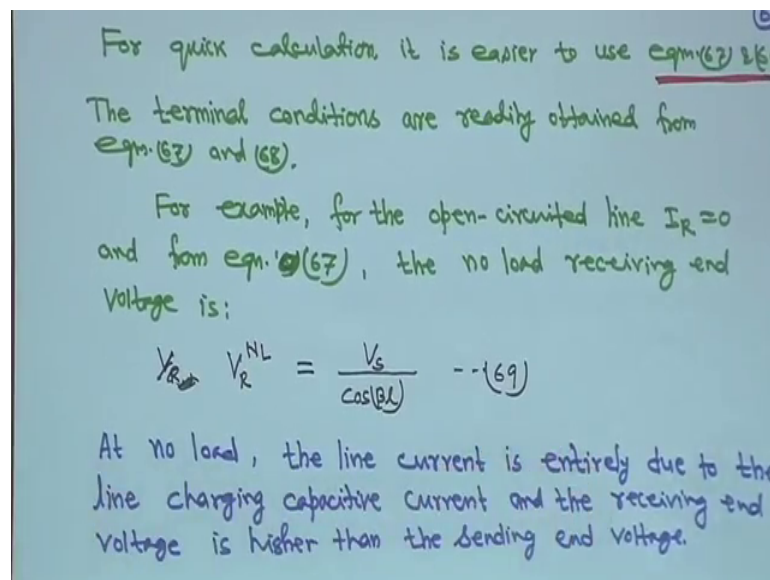 For quick calculation, it is easier to use eqn.(67) &
The terminal conditions are readily obtained from
eqn.(67) and (68).
For example, for the open-circuited line I_R = 0
and from eqn. (67), the no load receiving end
voltage is:
V_R^NL = V_S / cos(βl) --- (69)
At no load, the line current is entirely due to the
line charging capacitive current and the receiving end
voltage is higher than the sending end voltage.